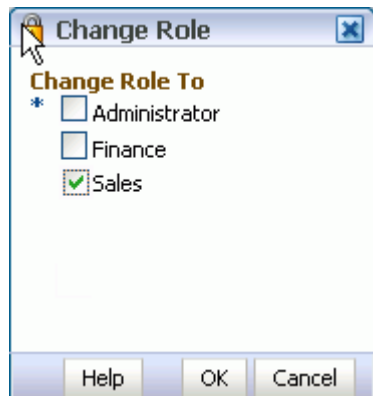 Change Role
Change Role To
* Administrator
Finance
Sales
Help OK Cancel